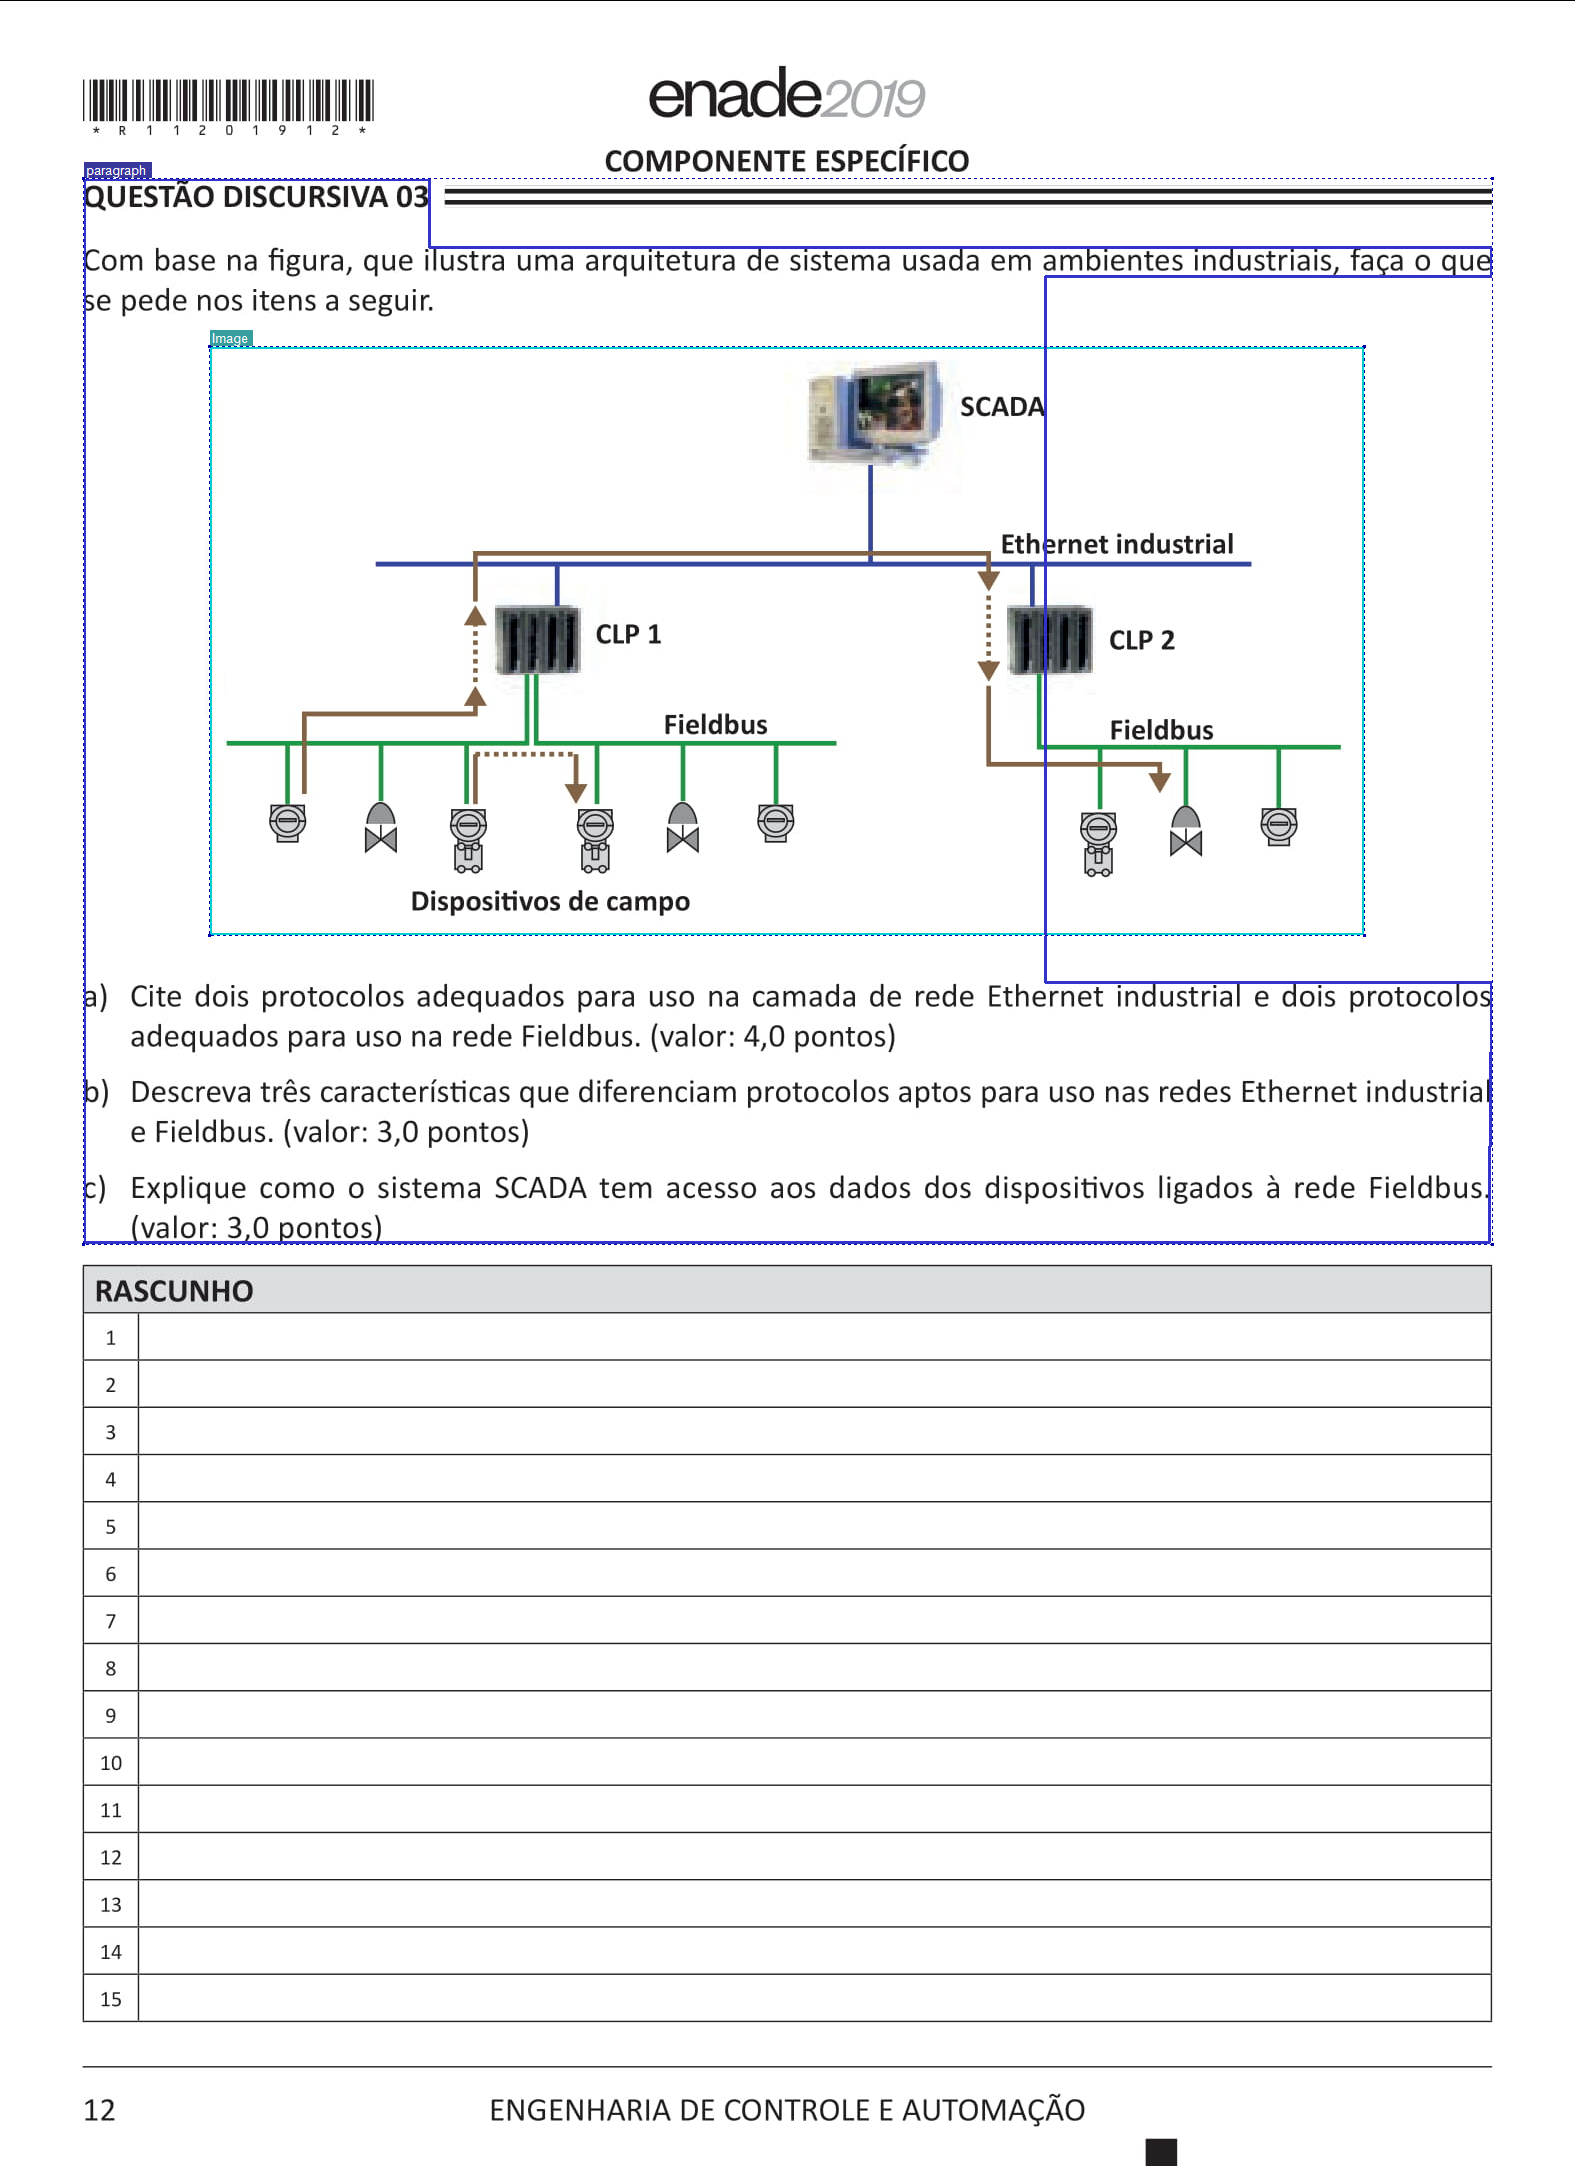 * R 1 1 2 0 1 9 1 2 *
enade2019
COMPONENTE ESPECÍFICO
paragraph
QUESTÃO DISCURSIVA 03
Com base na figura, que ilustra uma arquitetura de sistema usada em ambientes industriais, faça o que
se pede nos itens a seguir.
Image
SCADA
Ethernet industrial
CLP 1
CLP 2
Fieldbus
Fieldbus
Dispositivos de campo
a) Cite dois protocolos adequados para uso na camada de rede Ethernet industrial e dois protocolos
adequados para uso na rede Fieldbus. (valor: 4,0 pontos)
b) Descreva três características que diferenciam protocolos aptos para uso nas redes Ethernet industrial
e Fieldbus. (valor: 3,0 pontos)
c) Explique como o sistema SCADA tem acesso aos dados dos dispositivos ligados à rede Fieldbus.
(valor: 3,0 pontos)
RASCUNHO
1
2
3
4
5
6
7
8
9
10
11
12
13
14
15
12
ENGENHARIA DE CONTROLE E AUTOMAÇÃO